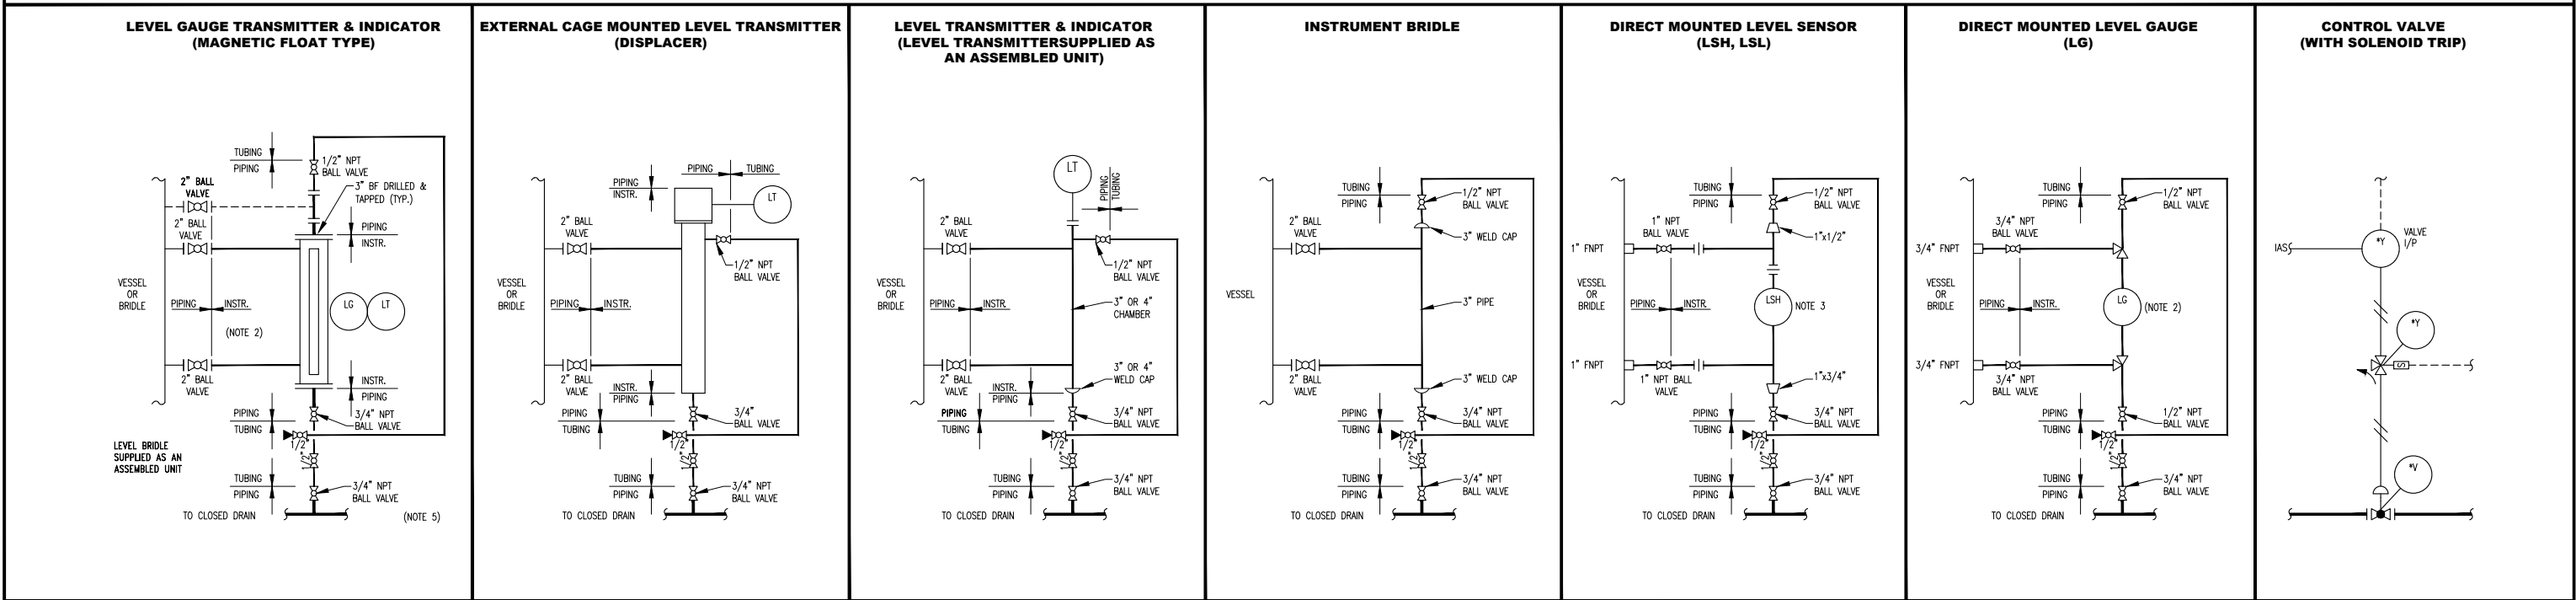 LEVEL GAUGE TRANSMITTER & INDICATOR
(MAGNETIC FLOAT TYPE)
TUBING
PIPING
1/2" NPT
BALL VALVE
2" BALL
VALVE
3" BF DRILLED &
TAPPED (TYP.)
2" BALL
VALVE
PIPING
INSTR.
VESSEL
OR
BRIDLE
PIPING
INSTR.
LG
LT
(NOTE 2)
2" BALL
VALVE
INSTR.
PIPING
PIPING
TUBING
3/4" NPT
BALL VALVE
1/2"
LEVEL BRIDLE
SUPPLIED AS AN
ASSEMBLED UNIT
1/2"
TUBING
PIPING
3/4" NPT
BALL VALVE
TO CLOSED DRAIN
(NOTE 5)
EXTERNAL CAGE MOUNTED LEVEL TRANSMITTER
(DISPLACER)
PIPING
TUBING
PIPING
INSTR.
LT
2" BALL
VALVE
1/2" NPT
BALL VALVE
VESSEL
OR
BRIDLE
PIPING
INSTR.
2" BALL
VALVE
INSTR.
PIPING
PIPING
TUBING
3/4"
BALL VALVE
1/2"
1/2"
TUBING
PIPING
3/4" NPT
BALL VALVE
TO CLOSED DRAIN
LEVEL TRANSMITTER & INDICATOR
(LEVEL TRANSMITTERSUPPLIED AS
AN ASSEMBLED UNIT)
LT
PIPING
TUBING
2" BALL
VALVE
1/2" NPT
BALL VALVE
VESSEL
OR
BRIDLE
PIPING
INSTR.
3" OR 4"
CHAMBER
2" BALL
VALVE
3" OR 4"
WELD CAP
INSTR.
PIPING
PIPING
TUBING
3/4" NPT
BALL VALVE
1/2"
1/2"
TUBING
PIPING
3/4" NPT
BALL VALVE
TO CLOSED DRAIN
INSTRUMENT BRIDLE
TUBING
PIPING
1/2" NPT
BALL VALVE
2" BALL
VALVE
3" WELD CAP
VESSEL
3" PIPE
2" BALL
VALVE
3" WELD CAP
PIPING
TUBING
3/4" NPT
BALL VALVE
1/2"
1/2"
TUBING
PIPING
3/4" NPT
BALL VALVE
TO CLOSED DRAIN
DIRECT MOUNTED LEVEL SENSOR
(LSH, LSL)
TUBING
PIPING
1/2" NPT
BALL VALVE
1" NPT
BALL VALVE
1"x1/2"
1" FNPT
VESSEL
OR
BRIDLE
PIPING
INSTR.
LSH
NOTE 3
1" FNPT
1" NPT BALL
VALVE
1"x3/4"
PIPING
TUBING
3/4" NPT
BALL VALVE
1/2"
1/2"
TUBING
PIPING
3/4" NPT
BALL VALVE
TO CLOSED DRAIN
DIRECT MOUNTED LEVEL GAUGE
(LG)
TUBING
PIPING
1/2" NPT
BALL VALVE
3/4" NPT
BALL VALVE
3/4" FNPT
VESSEL
OR
BRIDLE
PIPING
INSTR.
LG
(NOTE 2)
3/4" FNPT
3/4" NPT
BALL VALVE
PIPING
TUBING
1/2" NPT
BALL VALVE
1/2"
1/2"
TUBING
PIPING
3/4" NPT
BALL VALVE
TO CLOSED DRAIN
CONTROL VALVE
(WITH SOLENOID TRIP)
IAS
*Y
VALVE
I/P
*Y
S
*V